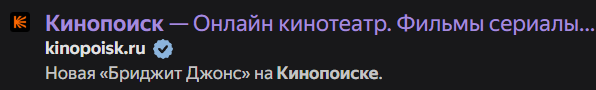 Кинопоиск — Онлайн кинотеатр. Фильмы сериалы...
kinopoisk.ru
Новая «Бриджит Джонс» на Кинопоиске.